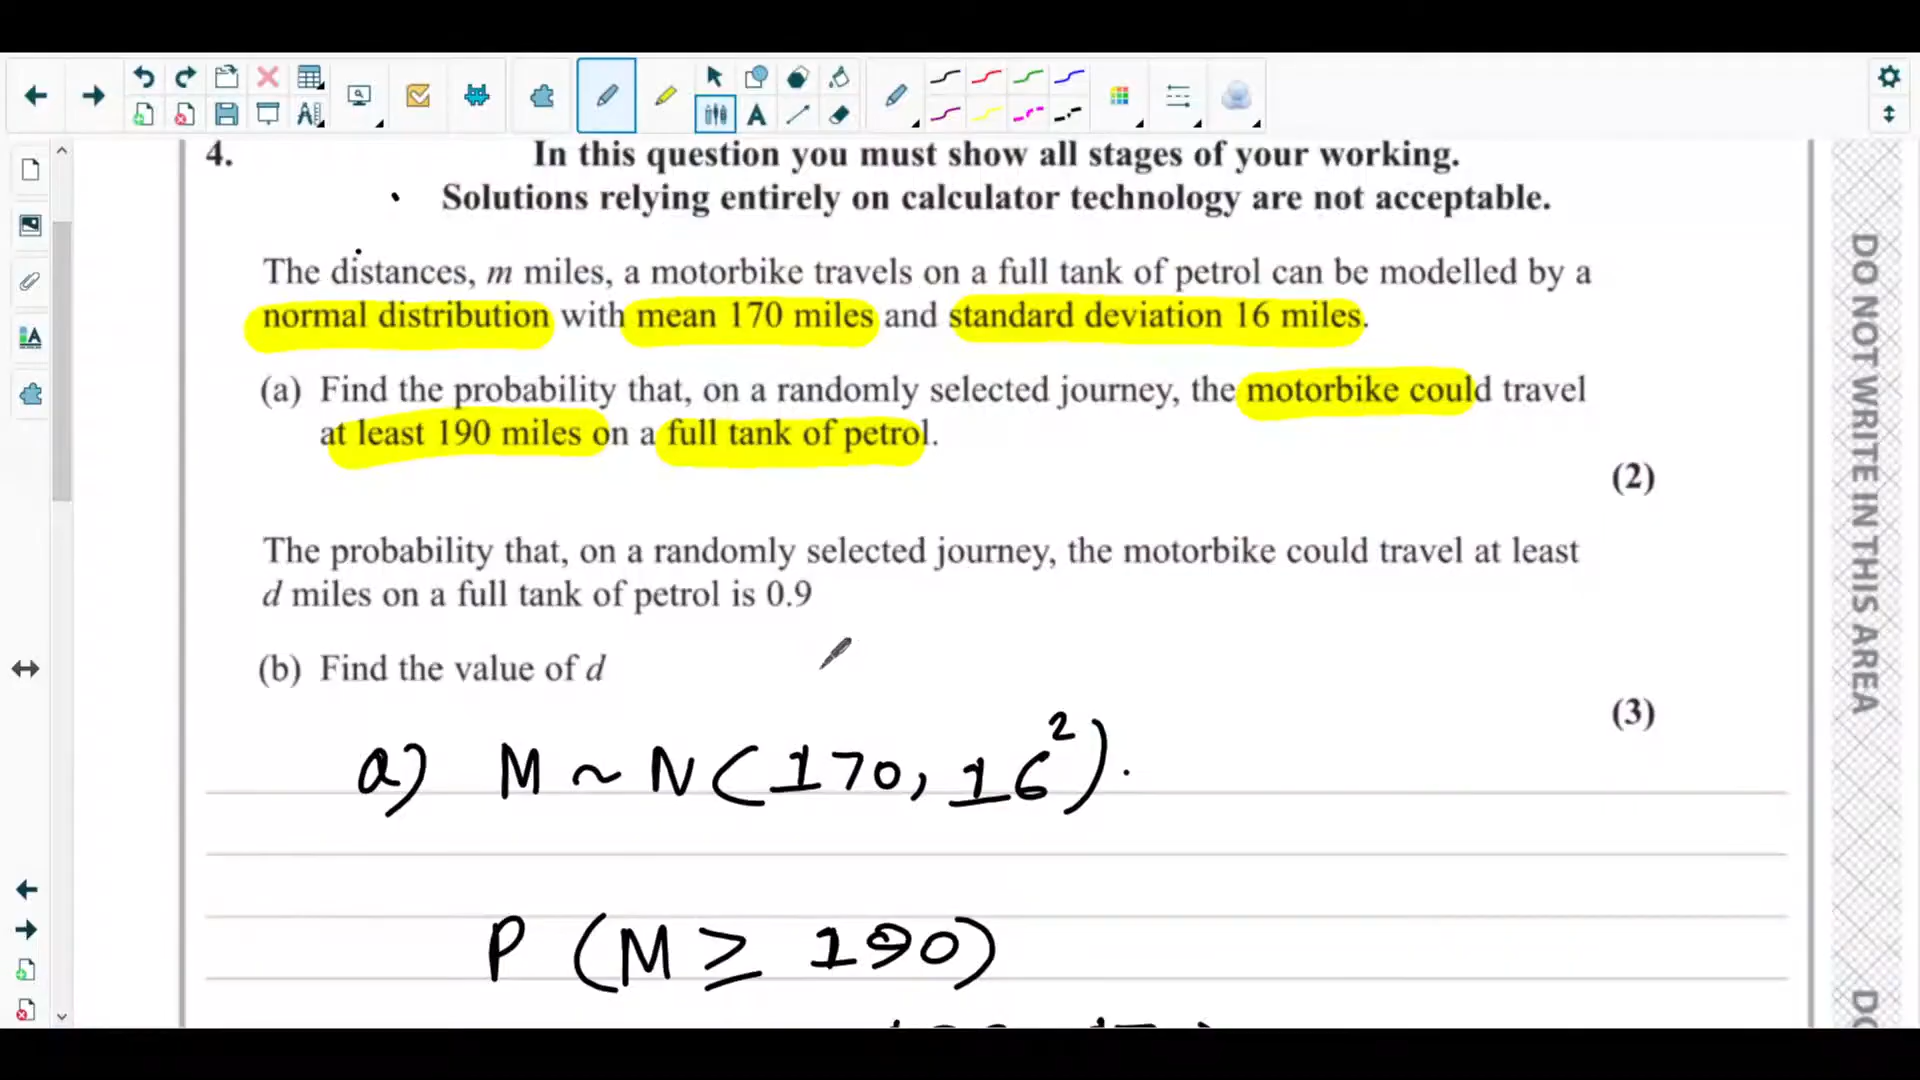 4. In this question you must show all stages of your working.
Solutions relying entirely on calculator technology are not acceptable.
The distances, m miles, a motorbike travels on a full tank of petrol can be modelled by a
normal distribution with mean 170 miles and standard deviation 16 miles.
(a) Find the probability that, on a randomly selected journey, the motorbike could travel
at least 190 miles on a full tank of petrol.
(2)
The probability that, on a randomly selected journey, the motorbike could travel at least
d miles on a full tank of petrol is 0.9
(b) Find the value of d
(3)
a) M ~ N (170, 16²).
P (M ≥ 190)
DO NOT WRITE IN THIS AREA
DO